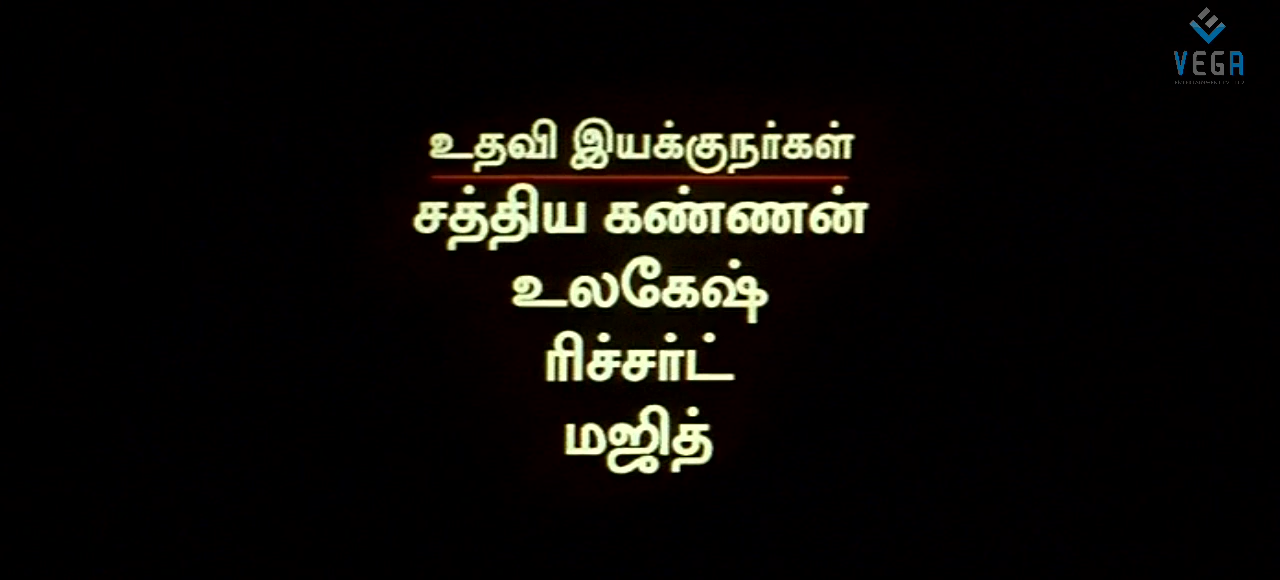 VEGA
உதவி இயக்குநர்கள்
சத்திய கண்ணன்
உலகேஷ்
ரிச்சர்ட்
மஜித்